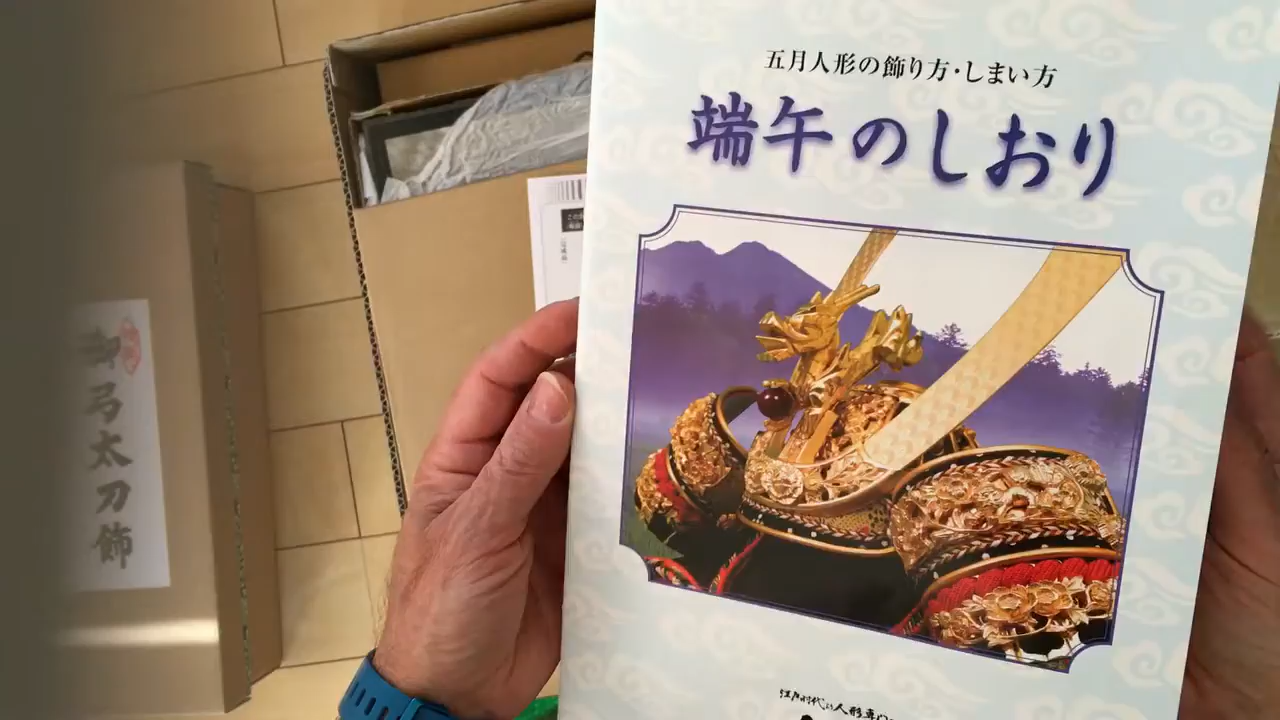 五月人形の飾り方・しまい方
端午のしおり
御弓太刀飾